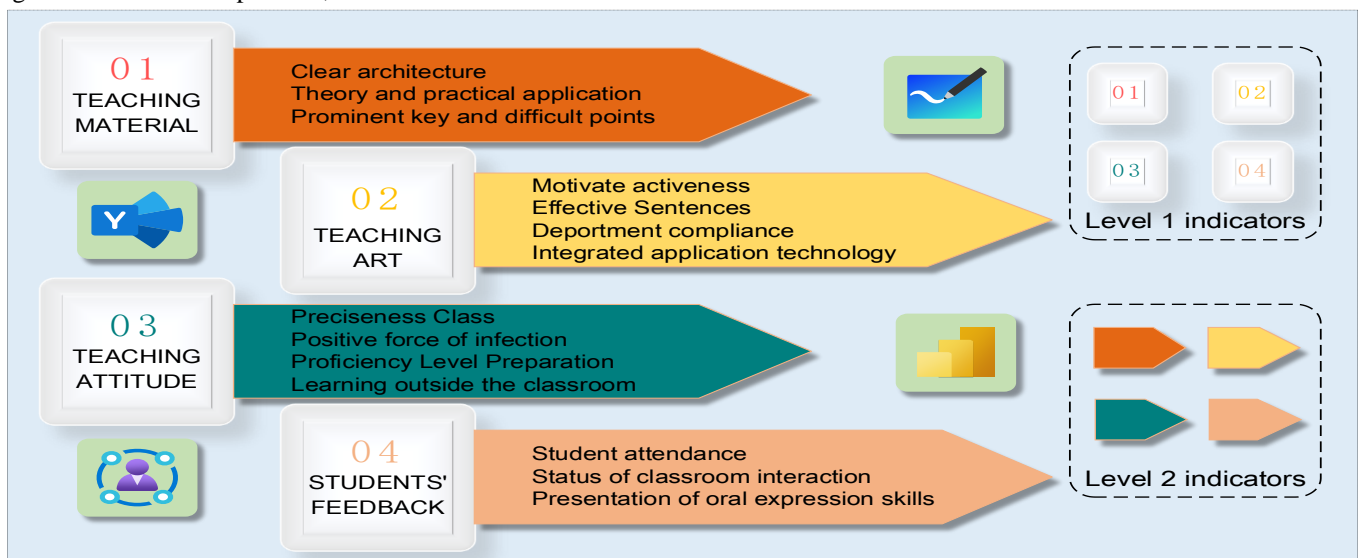 01
TEACHING
MATERIAL
Clear architecture
Theory and practical application
Prominent key and difficult points
02
TEACHING
ART
Motivate activeness
Effective Sentences
Deportment compliance
Integrated application technology
03
TEACHING
ATTITUDE
Preciseness Class
Positive force of infection
Proficiency Level Preparation
Learning outside the classroom
04
STUDENTS'
FEEDBACK
Student attendance
Status of classroom interaction
Presentation of oral expression skills
Y
01 02
03 04
Level 1 indicators
Level 2 indicators